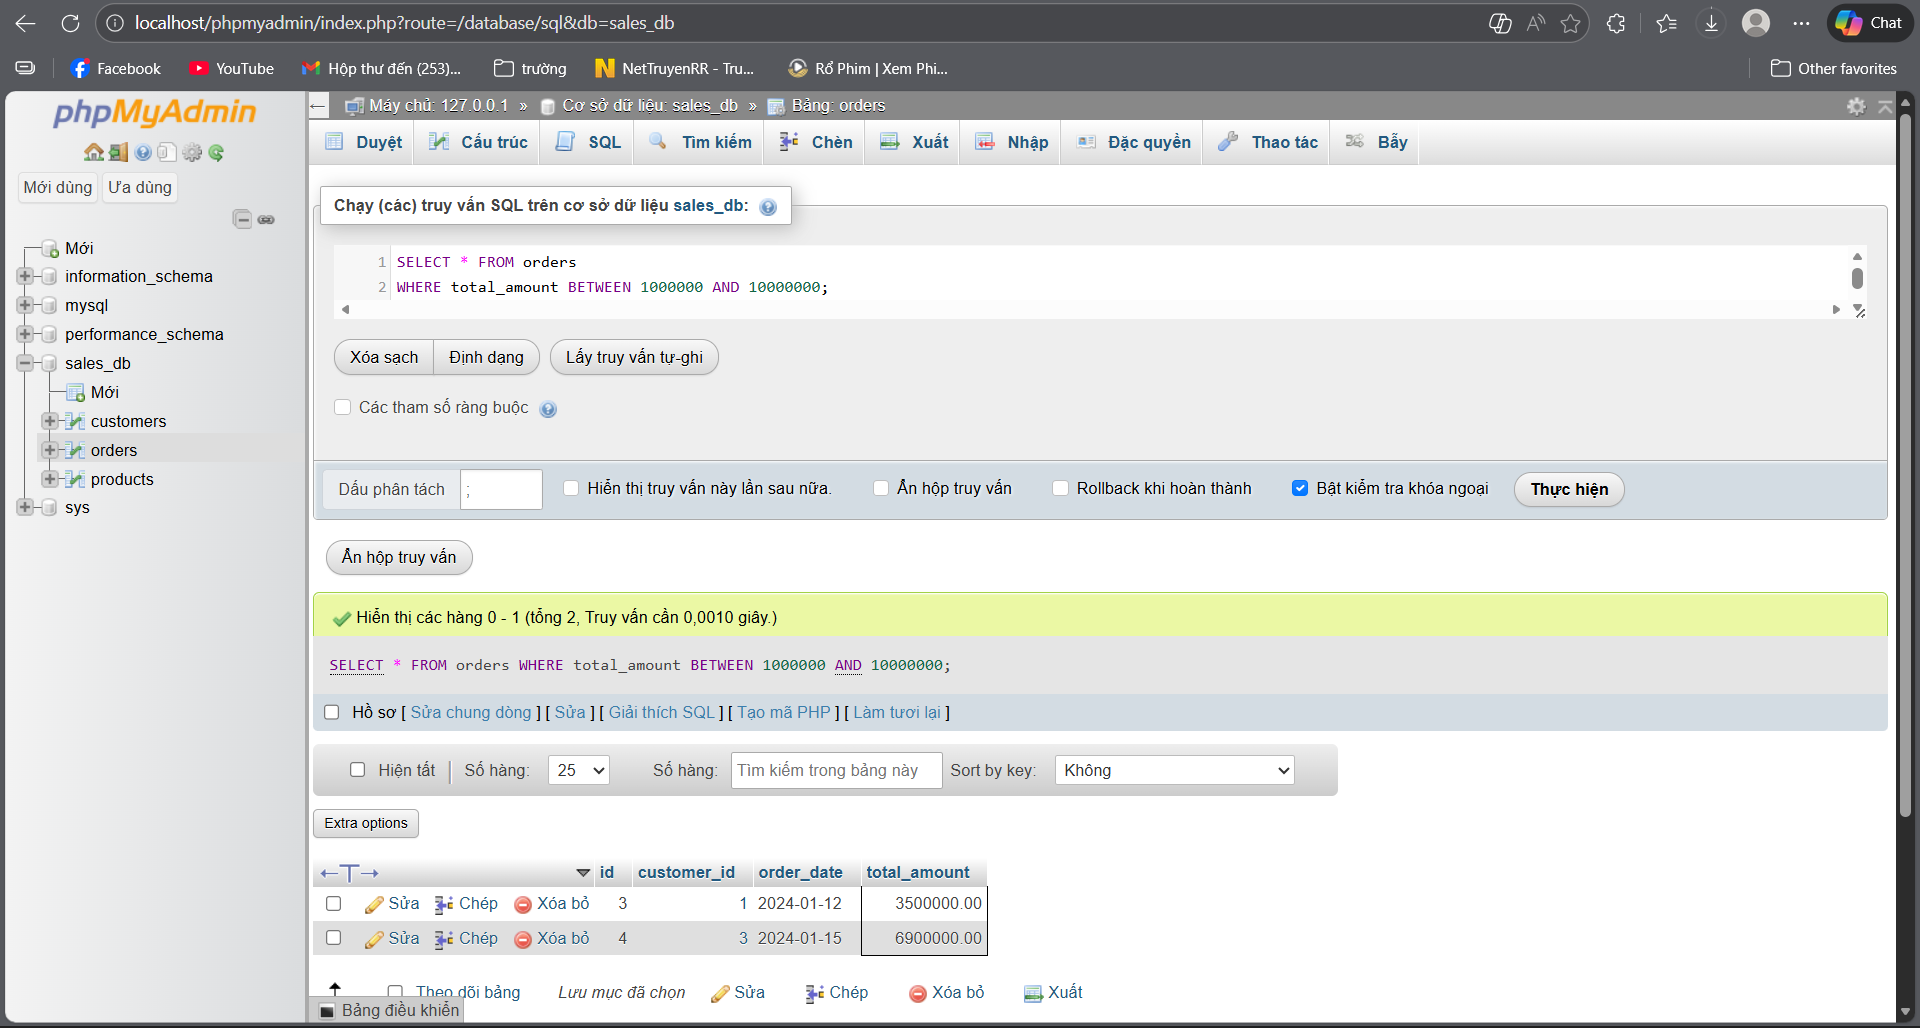 localhost/phpmyadmin/index.php?route=/database/sql&db=sales_db
Chat
Facebook
YouTube
Hộp thư đến (253)...
trường
NetTruyenRR - Tru...
Rổ Phim | Xem Phi...
Other favorites
phpMyAdmin
Mới dùng
Ưa dùng
Mới
information_schema
mysql
performance_schema
sales_db
Mới
customers
orders
products
sys
Máy chủ: 127.0.0.1 » Cơ sở dữ liệu: sales_db » Bảng: orders
Duyệt
Cấu trúc
SQL
Tìm kiếm
Chèn
Xuất
Nhập
Đặc quyền
Thao tác
Bẫy
Chạy (các) truy vấn SQL trên cơ sở dữ liệu sales_db:
1 SELECT * FROM orders
2 WHERE total_amount BETWEEN 1000000 AND 10000000;
Xóa sạch
Định dạng
Lấy truy vấn tự-ghi
Các tham số ràng buộc
Dấu phân tách
;
Hiển thị truy vấn này lần sau nữa.
Ẩn hộp truy vấn
Rollback khi hoàn thành
Bật kiểm tra khóa ngoại
Thực hiện
Ẩn hộp truy vấn
Hiển thị các hàng 0 - 1 (tổng 2, Truy vấn cần 0,0010 giây.)
SELECT * FROM orders WHERE total_amount BETWEEN 1000000 AND 10000000;
Hồ sơ [ Sửa chung dòng ] [ Sửa ] [ Giải thích SQL ] [ Tạo mã PHP ] [ Làm tươi lại ]
Hiện tất
Số hàng:
25
Số hàng:
Tìm kiếm trong bảng này
Sort by key:
Không
Extra options
id customer_id order_date total_amount
Sửa Chép Xóa bỏ 3 1 2024-01-12 3500000.00
Sửa Chép Xóa bỏ 4 3 2024-01-15 6900000.00
Theo dõi bảng Lưu mục đã chọn Sửa Chép Xóa bỏ Xuất
Bảng điều khiển